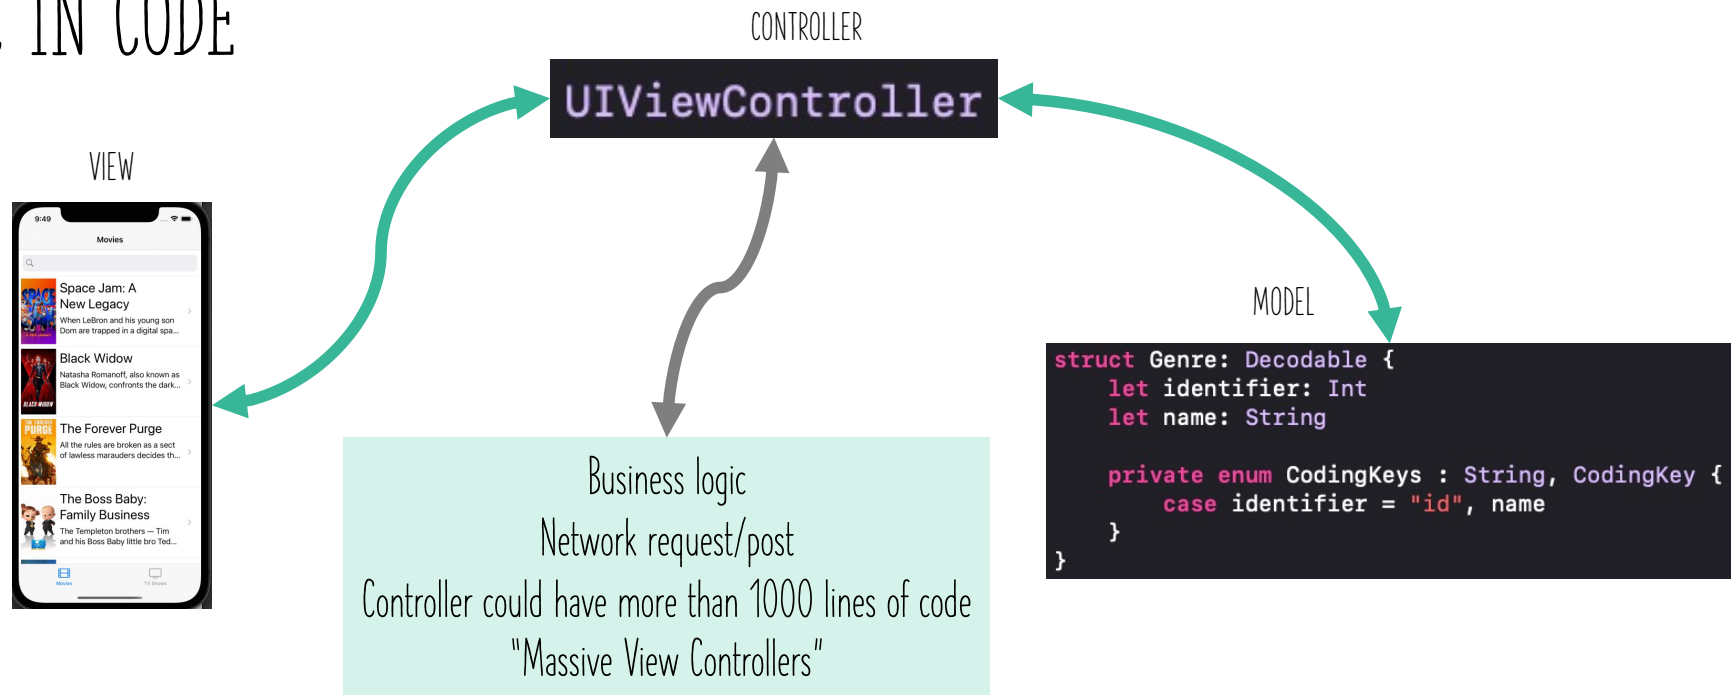 IN CODE
CONTROLLER
UIViewController
VIEW
9:49
Movies
Space Jam: A
New Legacy
When LeBron and his young son
Dom are trapped in a digital spa...
Black Widow
Natasha Romanoff, also known as
Black Widow, confronts the dark...
BLACK WIDOW
The Forever Purge
All the rules are broken as a sect
of lawless marauders decides th...
THE FOREVER
PURGE
The Boss Baby:
Family Business
The Templeton brothers — Tim
and his Boss Baby little bro Ted...
Movies
TV Shows
Business logic
Network request/post
Controller could have more than 1000 lines of code
"Massive View Controllers"
MODEL
struct Genre: Decodable {
let identifier: Int
let name: String
private enum CodingKeys : String, CodingKey {
case identifier = "id", name
}
}